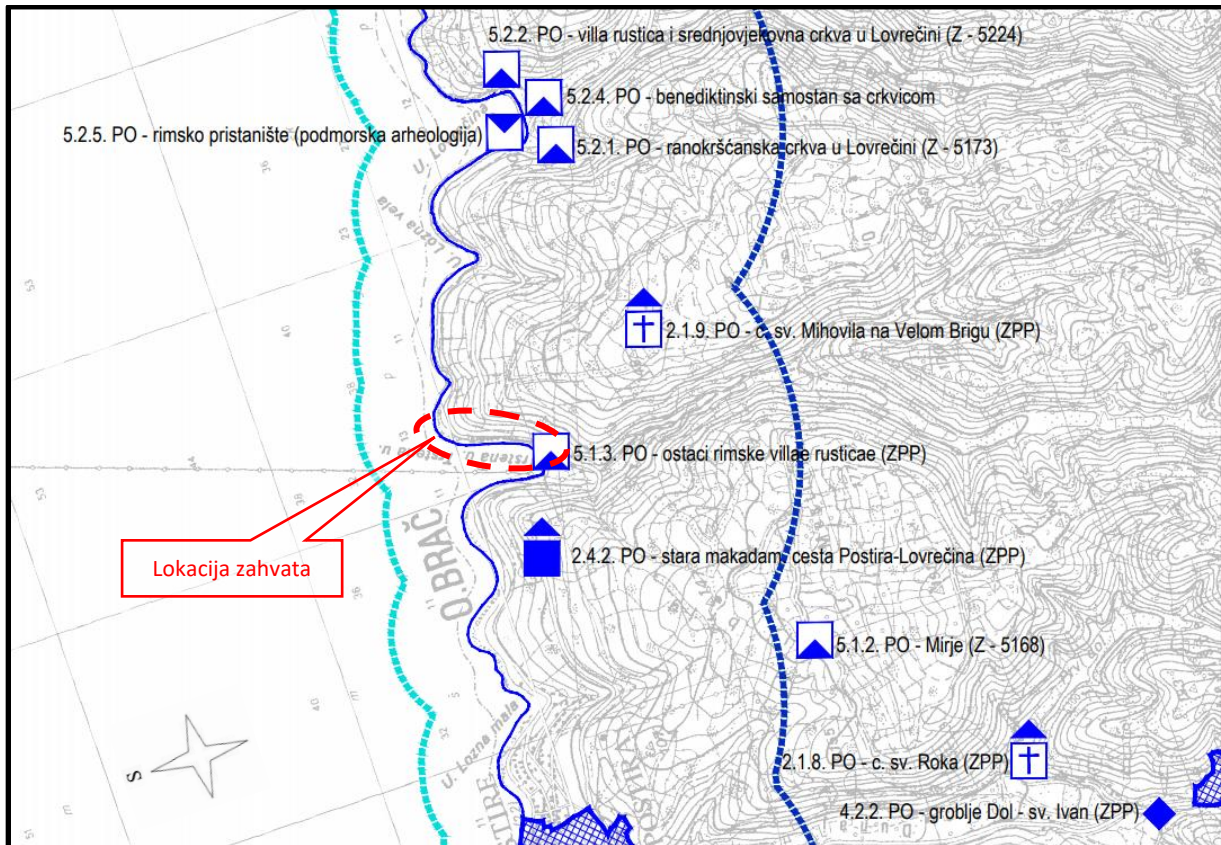 5.2.2. PO - villa rustica i srednjovjekovna crkva u Lovrečini (Z - 5224)
5.2.4. PO - benediktinski samostan sa crkvicom
5.2.5. PO - rimsko pristanište (podmorska arheologija)
5.2.1. PO - ranokršćanska crkva u Lovrečini (Z - 5173)
U. Lozna vela
2.1.9. PO - c. sv. Mihovila na Velom Brigu (ZPP)
5.1.3. PO - ostaci rimske villae rusticae (ZPP)
Lokacija zahvata
O.BRAČ
2.4.2. PO - stara makadam. cesta Postira-Lovrečina (ZPP)
5.1.2. PO - Mirje (Z - 5168)
U. Lozna mala
S
2.1.8. PO - c. sv. Roka (ZPP)
4.2.2. PO - groblje Dol - sv. Ivan (ZPP)